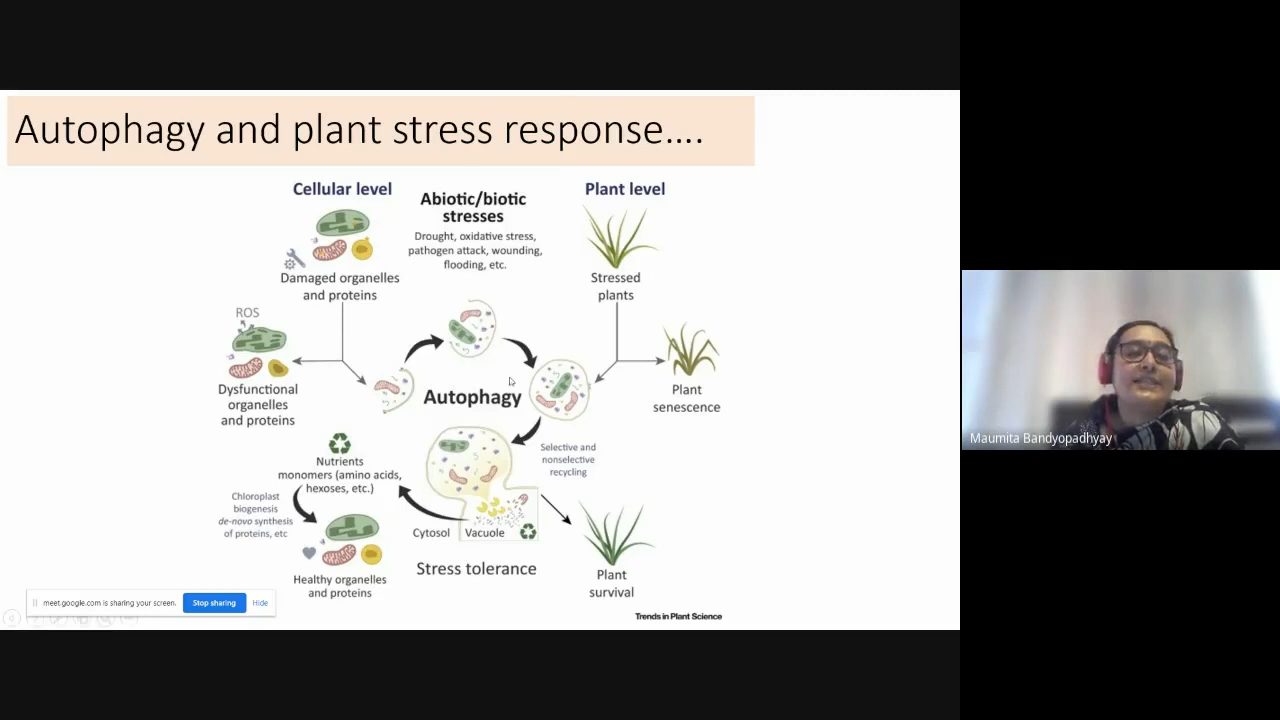 Autophagy and plant stress response....
Cellular level
Abiotic/biotic
stresses
Drought, oxidative stress,
pathogen attack, wounding,
flooding, etc.
Plant level
Damaged organelles
and proteins
Stressed
plants
ROS
Dysfunctional
organelles
and proteins
Autophagy
Plant
senescence
Nutrients
monomers (amino acids,
hexoses, etc.)
Selective and
nonselective
recycling
Chloroplast
biogenesis
de-novo synthesis
of proteins, etc
Cytosol
Vacuole
Healthy organelles
and proteins
Stress tolerance
Plant
survival
Trends in Plant Science
meet.google.com is sharing your screen.
Stop sharing
Hide
Maumita Bandyopadhyay